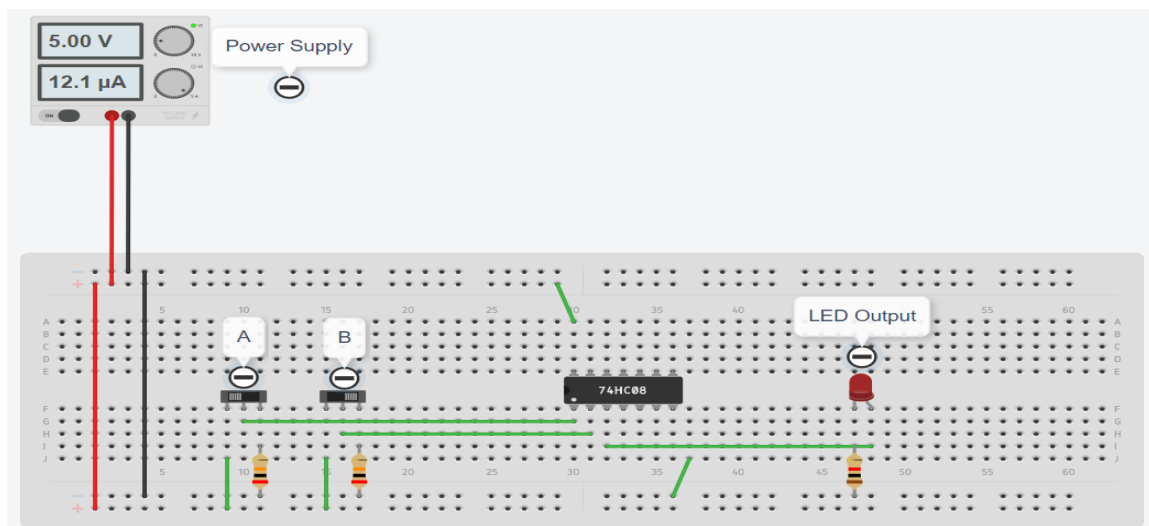 5.00 V
Power Supply
12.1 µA
ON
- +
5 10 15 20 25 30 35 40 45 50 55 60
LED Output
A B
A B C D E
A B C D E
74HC08
F G H I J
F G H I J
5 10 15 20 25 30 35 40 45 50 55 60
- +